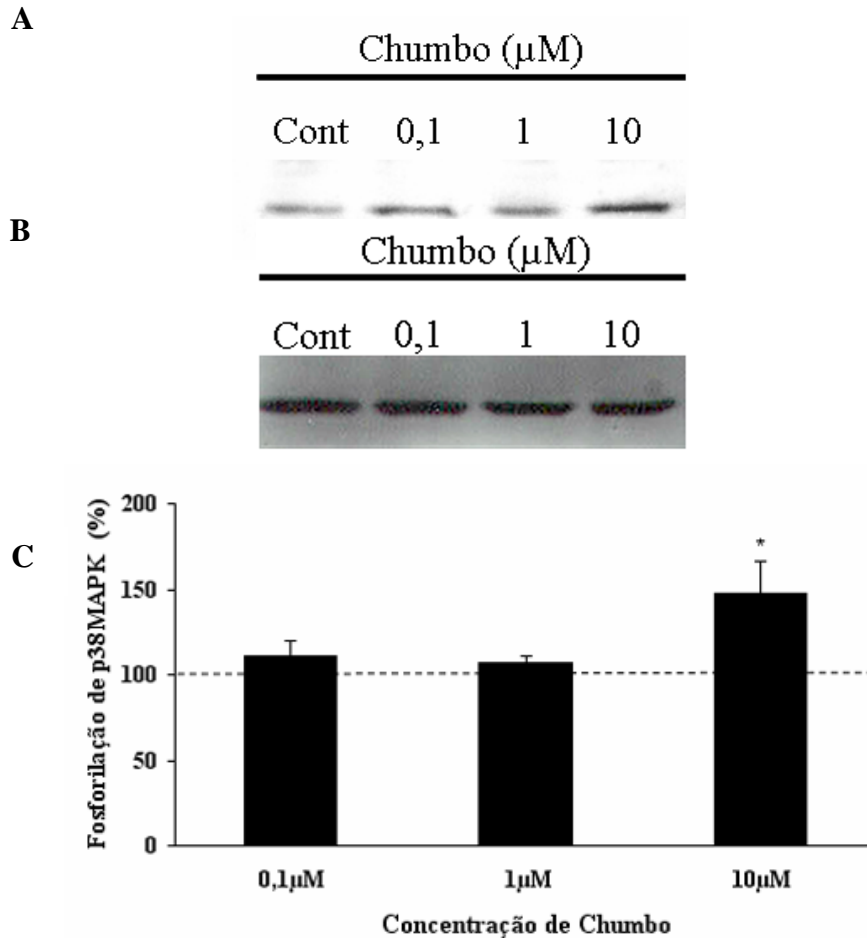 A
Chumbo (µM)
Cont 0,1 1 10
B
Chumbo (µM)
Cont 0,1 1 10
C
Fosforilação de p38MAPK (%)
200
150
100
50
0
*
0,1µM 1µM 10µM
Concentração de Chumbo